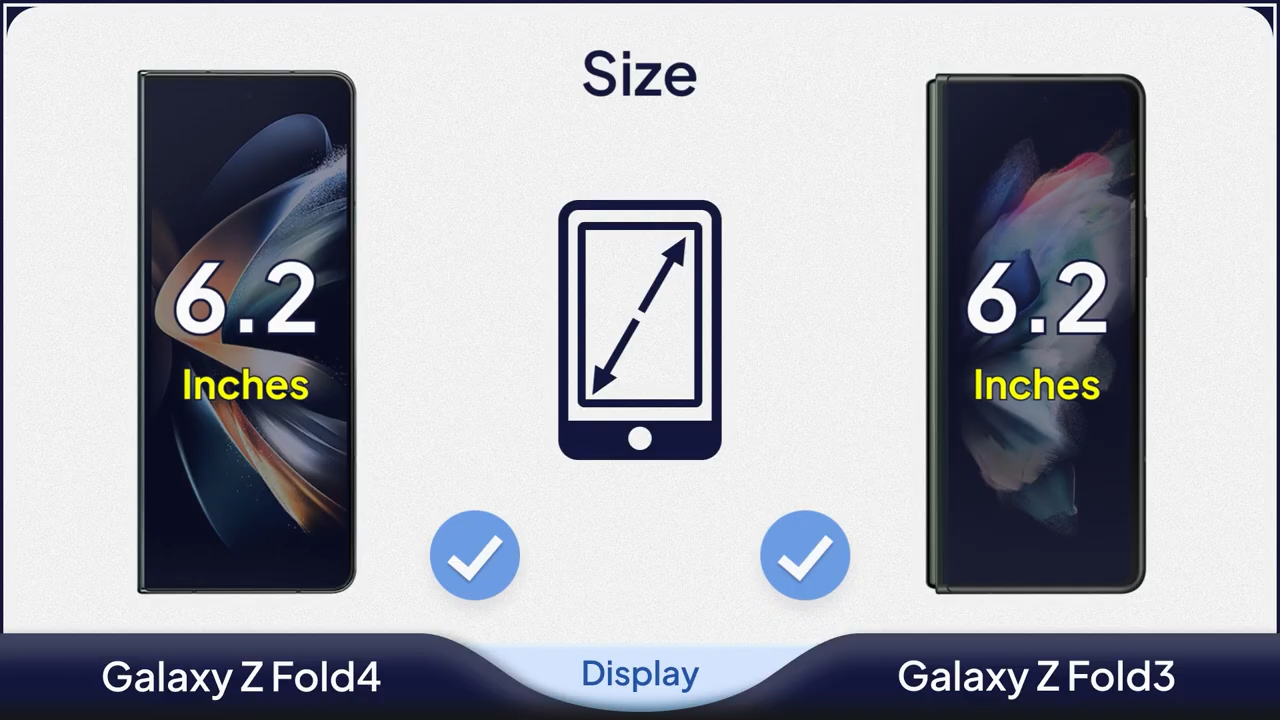 Size
6.2
Inches
6.2
Inches
Galaxy Z Fold4
Display
Galaxy Z Fold3